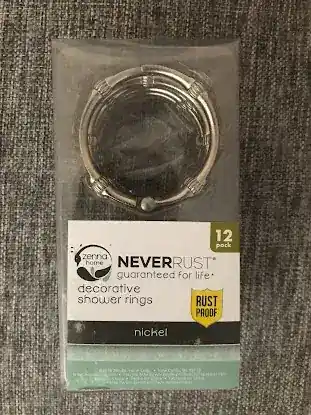 12
pack
zenna
home
NEVERRUST®
guaranteed for life*
decorative
shower rings
RUST
PROOF
nickel